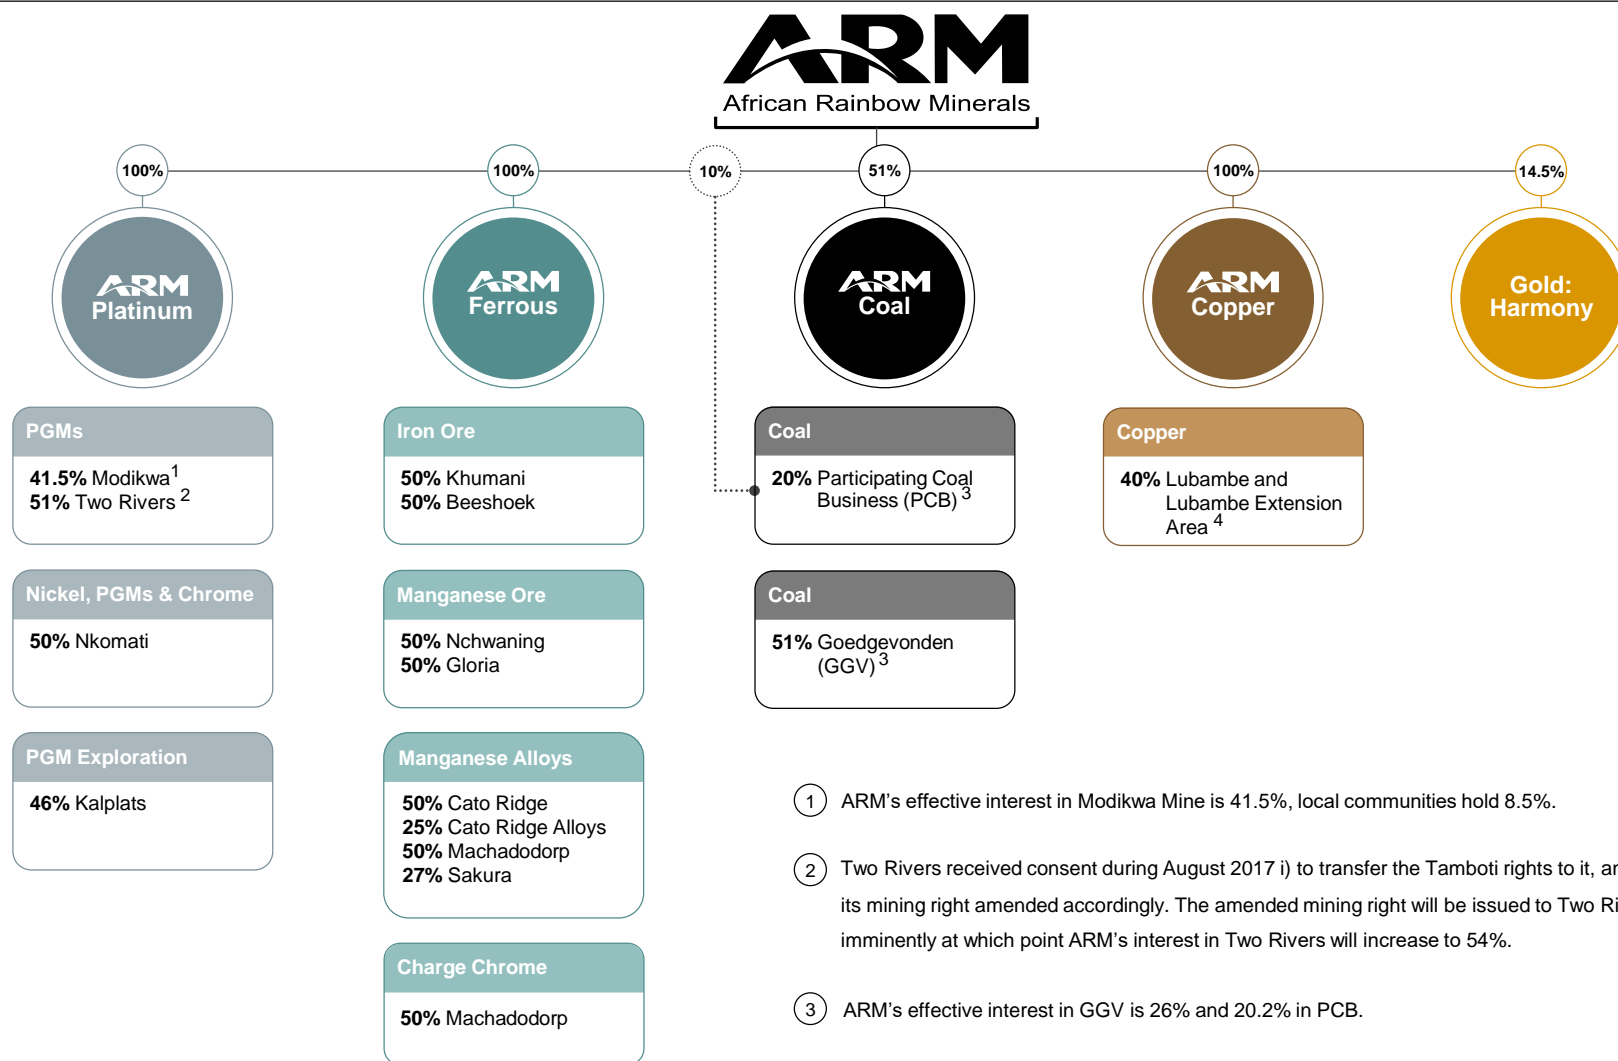 ARM
African Rainbow Minerals
100%
100%
10%
51%
100%
14.5%
ARM
Platinum
ARM
Ferrous
ARM
Coal
ARM
Copper
Gold:
Harmony
PGMs
41.5% Modikwa1
51% Two Rivers 2
Nickel, PGMs & Chrome
50% Nkomati
PGM Exploration
46% Kalplats
Iron Ore
50% Khumani
50% Beeshoek
Manganese Ore
50% Nchwaning
50% Gloria
Manganese Alloys
50% Cato Ridge
25% Cato Ridge Alloys
50% Machadodorp
27% Sakura
Charge Chrome
50% Machadodorp
Coal
20% Participating Coal
Business (PCB) 3
Coal
51% Goedgevonden
(GGV) 3
Copper
40% Lubambe and
Lubambe Extension
Area 4
1 ARM's effective interest in Modikwa Mine is 41.5%, local communities hold 8.5%.
2 Two Rivers received consent during August 2017 i) to transfer the Tamboti rights to it,
its mining right amended accordingly. The amended mining right will be issued to Two
imminently at which point ARM's interest in Two Rivers will increase to 54%.
3 ARM's effective interest in GGV is 26% and 20.2% in PCB.